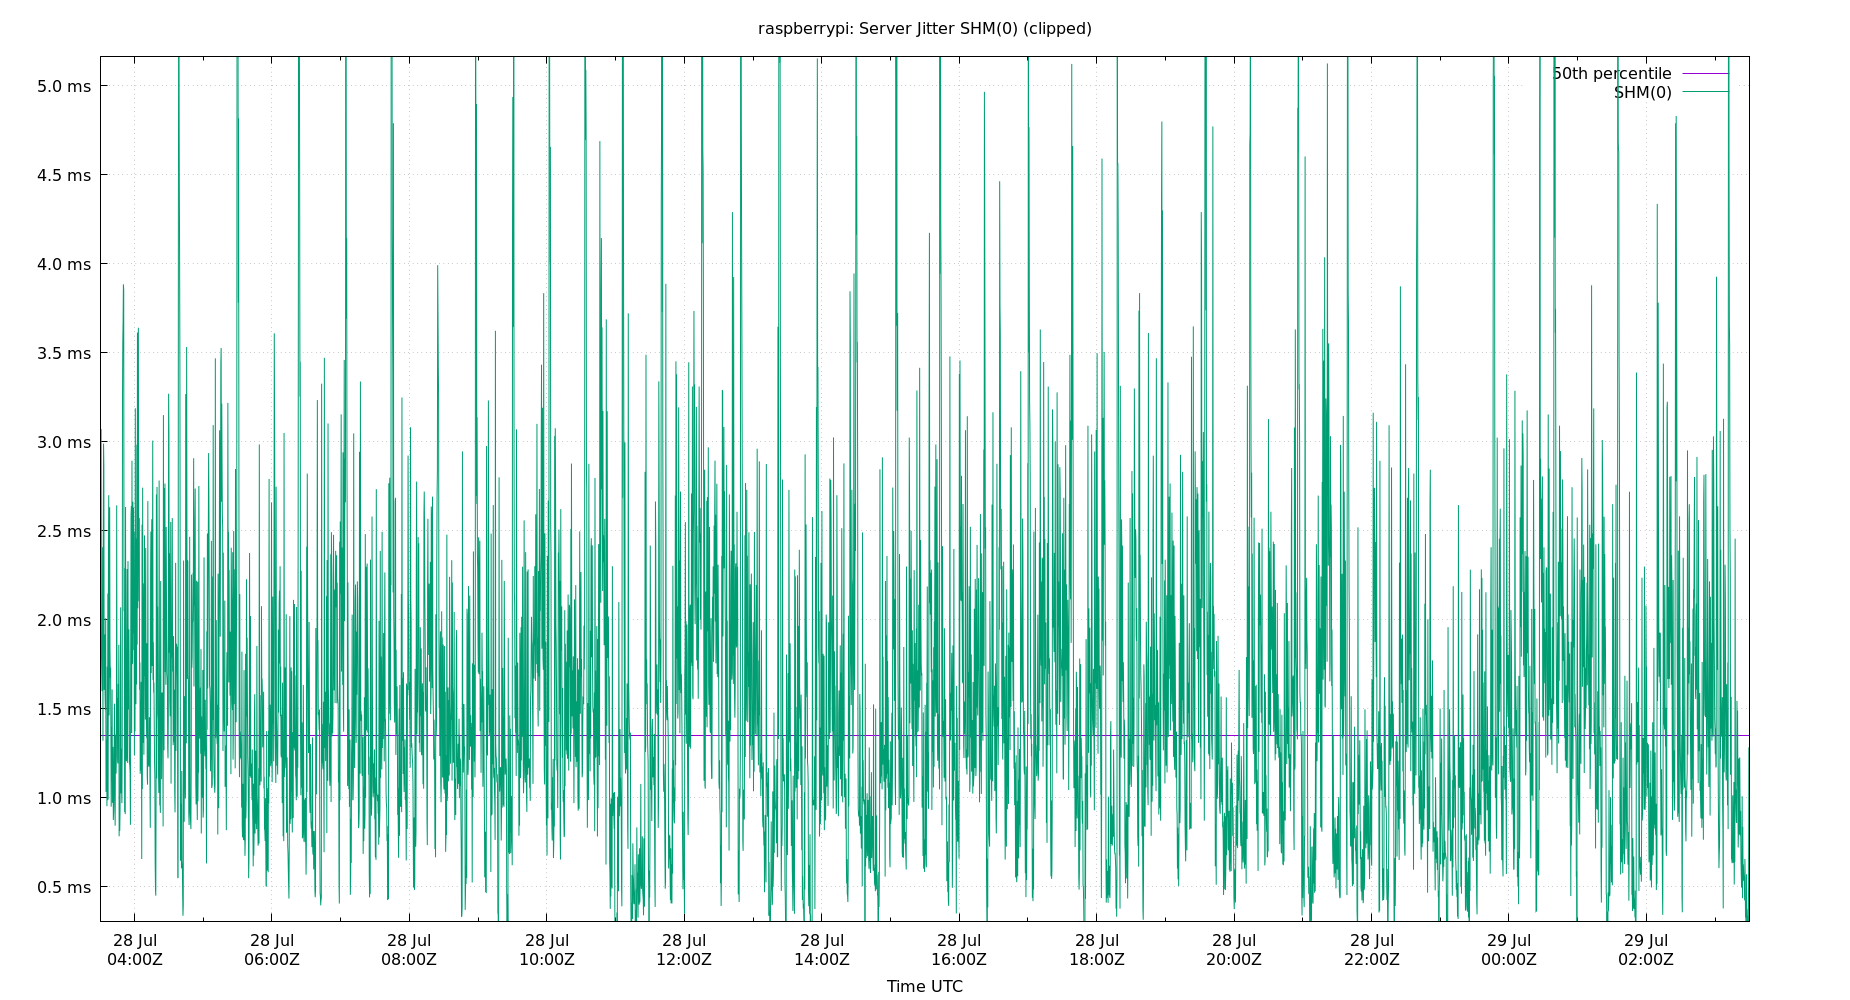 raspberrypi: Server Jitter SHM(0) (clipped)
50th percentile
SHM(0)
5.0 ms
4.5 ms
4.0 ms
3.5 ms
3.0 ms
2.5 ms
2.0 ms
1.5 ms
1.0 ms
0.5 ms
28 Jul 28 Jul 28 Jul 28 Jul 28 Jul 28 Jul 28 Jul 28 Jul 28 Jul 28 Jul 29 Jul 29 Jul
04:00Z 06:00Z 08:00Z 10:00Z 12:00Z 14:00Z 16:00Z 18:00Z 20:00Z 22:00Z 00:00Z 02:00Z
Time UTC